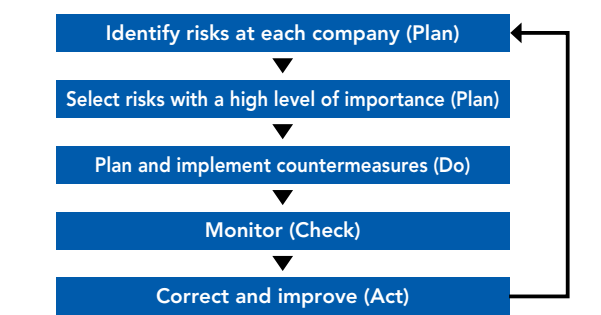 Identify risks at each company (Plan)
Select risks with a high level of importance (Plan)
Plan and implement countermeasures (Do)
Monitor (Check)
Correct and improve (Act)